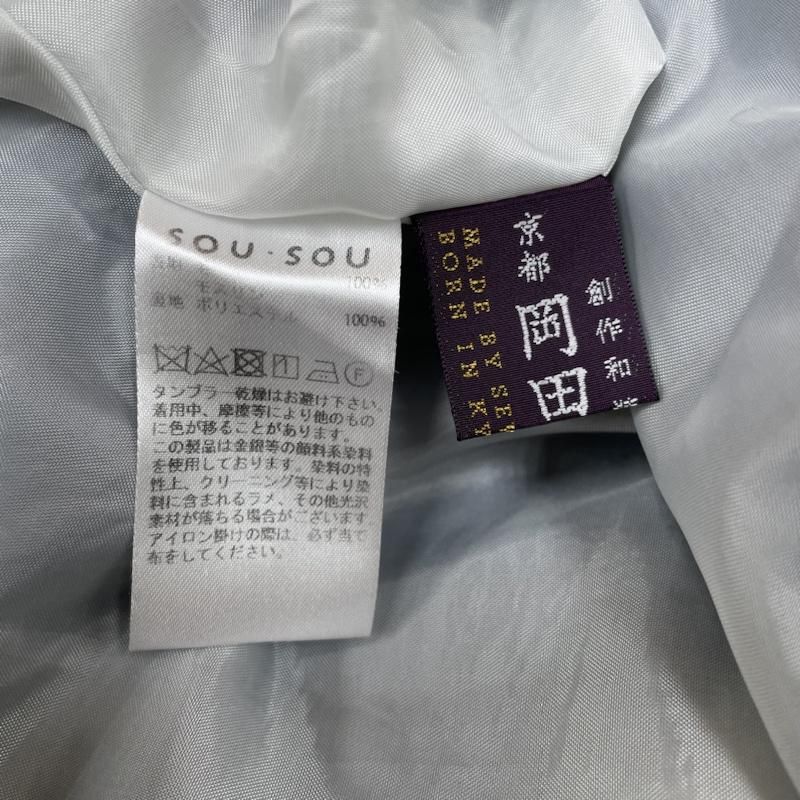 SOU・SOU
100%
裏地 ポリエス
100%
F
タンブラー乾燥はお避け下さい。
着用中、摩擦等により他のもの
に色が移ることがあります。
この製品は金銀等の顔料系染料
を使用しております。染料の特
性上、クリーニング等により染
料に含まれるラメ、その他光沢
素材が落ちる場合がございます
アイロン掛けの際は、必ず当て
布をしてください。
創作和
京都
岡田
MADE BY SEV
BORN IN KY